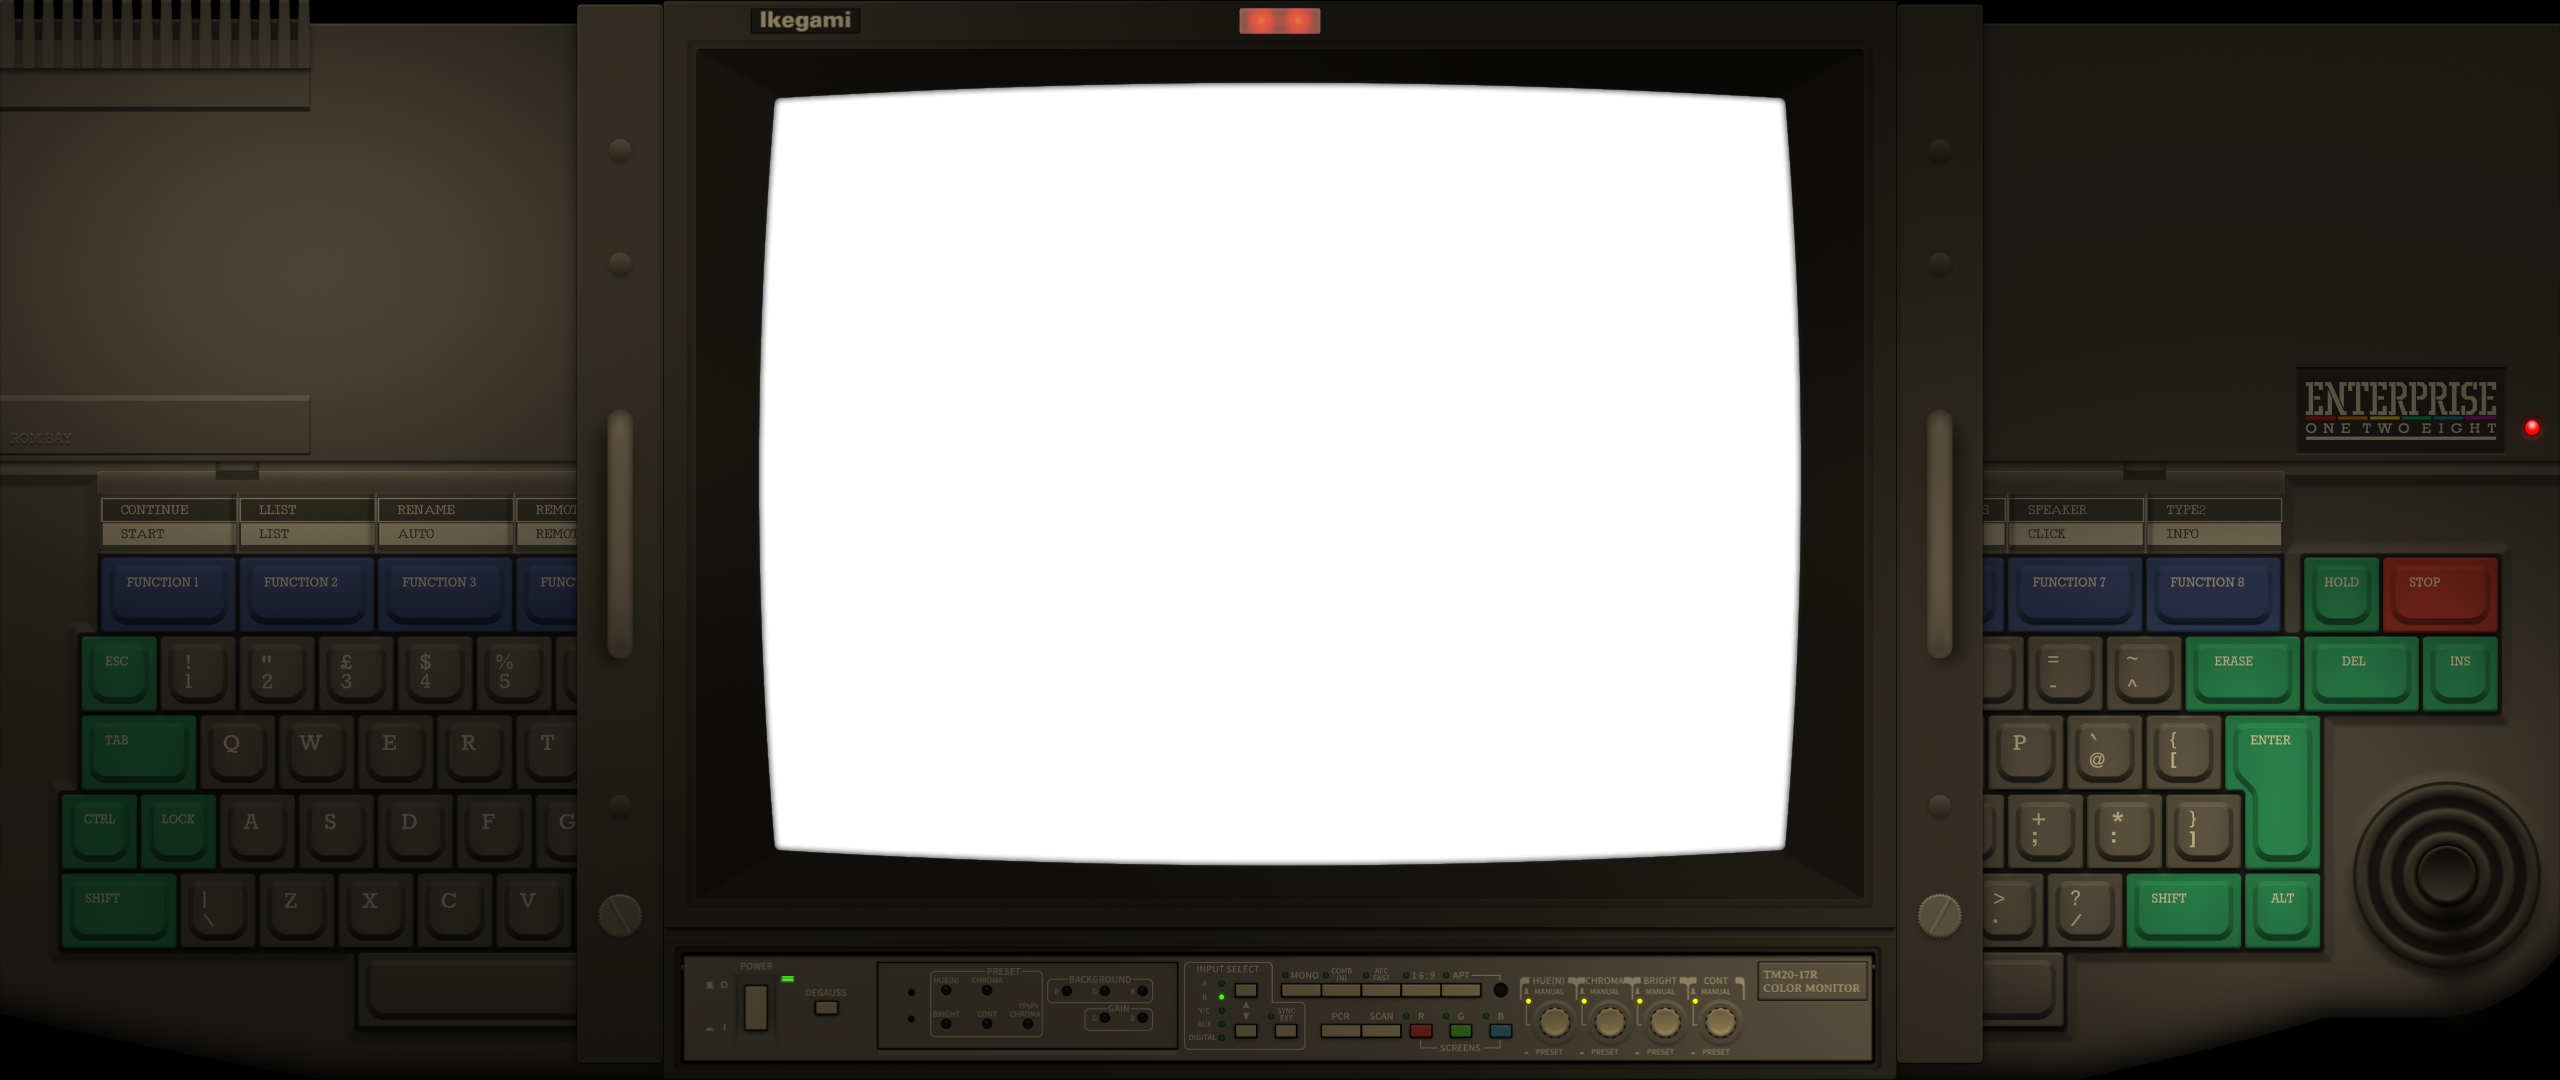 Ikegami
ROM BAY
ENTERPRISE
ONE TWO EIGHT
CONTINUE LLIST RENAME REMOT
START LIST AUTO REMOT
S SPEAKER TYPE2
CLICK INFO
FUNCTION 1 FUNCTION 2 FUNCTION 3 FUNCT
FUNCTION 7 FUNCTION 8 HOLD STOP
ESC ! 1 " 2 £ 3 $ 4 % 5
= - ~ ^ ERASE DEL INS
TAB Q W E R T
P ` @ { [ ENTER
CTRL LOCK A S D F G
+ ; * : } ]
SHIFT | \ Z X C V
> . ? / SHIFT ALT
POWER
DEGAUSS
PRESET
HUE(N) CHROMA
BRIGHT CONT YPbPr CHROMA
BACKGROUND
R G B
GAIN
G B
INPUT SELECT
A
B
Y/C
AUX
DIGITAL
SYNC EXT
MONO COMB (N) AFC FAST 16:9 APT
PCR SCAN R G B
SCREENS
HUE(N) CHROMA BRIGHT CONT
MANUAL MANUAL MANUAL MANUAL
PRESET PRESET PRESET PRESET
TM20-17R
COLOR MONITOR